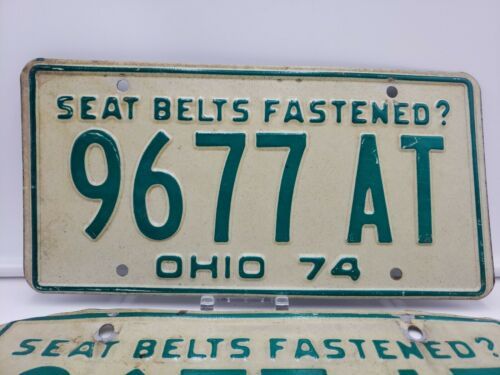 SEAT BELTS FASTENED?
9677 AT
OHIO 74
SEAT BELTS FASTENED?